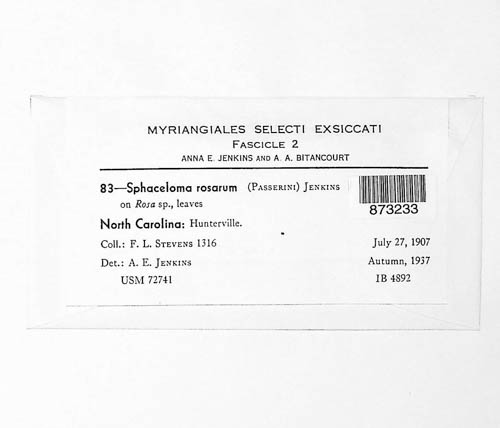 MYRIANGIALES SELECTI EXSICCATI
FASCICLE 2
ANNA E. JENKINS AND A. A. BITANCOURT
83—Sphaceloma rosarum (PASSERINI) JENKINS
on Rosa sp., leaves
873233
North Carolina: Hunterville.
Coll.: F. L. STEVENS 1316 July 27, 1907
Det.: A. E. JENKINS Autumn, 1937
USM 72741 IB 4892